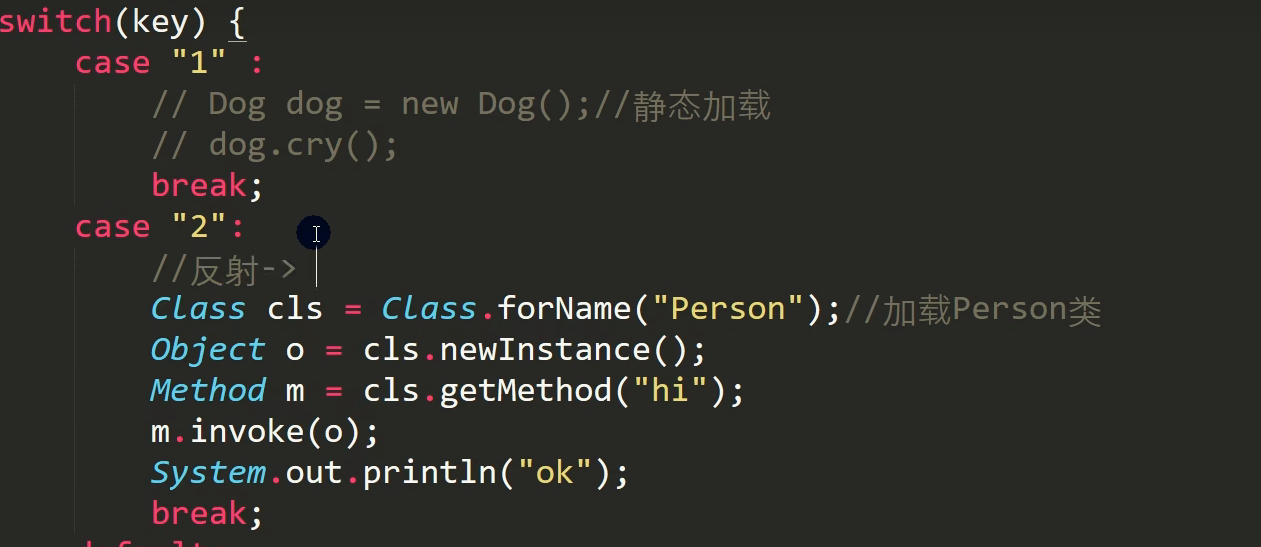 switch(key) {
case "1" :
// Dog dog = new Dog();//静态加载
// dog.cry();
break;
case "2":
//反射->
Class cls = Class.forName("Person");//加载Person类
Object o = cls.newInstance();
Method m = cls.getMethod("hi");
m.invoke(o);
System.out.println("ok");
break;